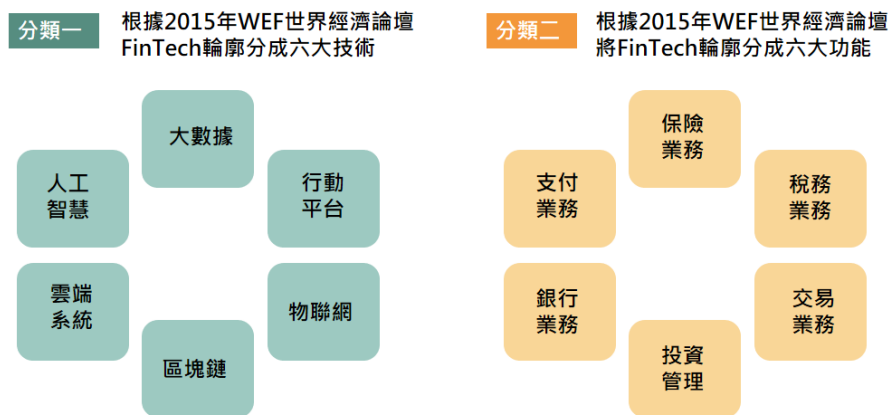 分類一
根據2015年WEF世界經濟論壇
FinTech輪廓分成六大技術
大數據
人工
智慧
行動
平台
雲端
系統
物聯網
區塊鏈
分類二
根據2015年WEF世界經濟論壇
將FinTech輪廓分成六大功能
保險
業務
支付
業務
稅務
業務
銀行
業務
交易
業務
投資
管理